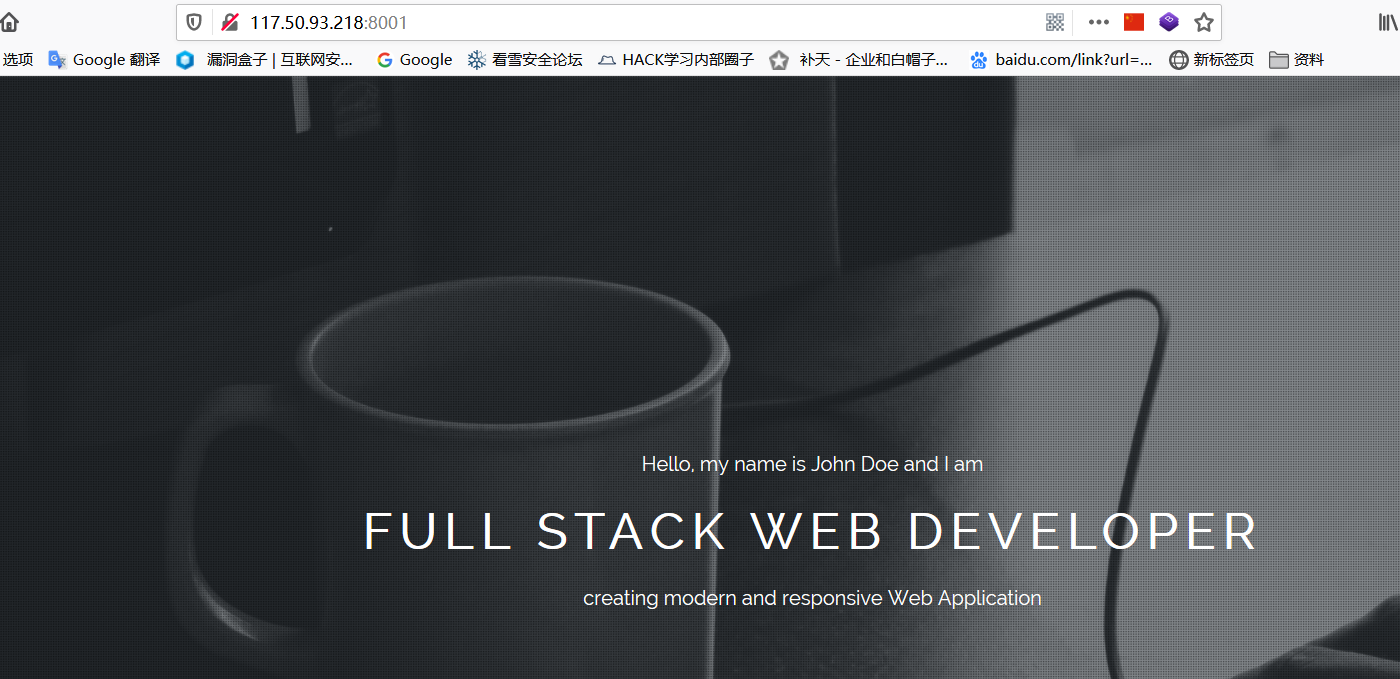 117.50.93.218:8001
选项 Google 翻译 漏洞盒子 | 互联网安... Google 看雪安全论坛 HACK学习内部圈子 补天 - 企业和白帽子... baidu.com/link?url=... 新标签页 资料
Hello, my name is John Doe and I am
FULL STACK WEB DEVELOPER
creating modern and responsive Web Application